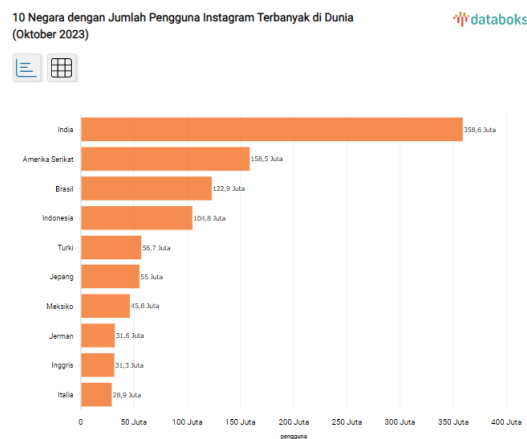 10 Negara dengan Jumlah Pengguna Instagram Terbanyak di Dunia
(Oktober 2023)
databoks
India
358,6 Juta
Amerika Serikat
158,5 Juta
Brasil
122,9 Juta
Indonesia
104,8 Juta
Turki
56,7 Juta
Jepang
55 Juta
Meksiko
45,8 Juta
Jerman
31,6 Juta
Inggris
31,3 Juta
Italia
28,9 Juta
0 50 Juta 100 Juta 150 Juta 200 Juta 250 Juta 300 Juta 350 Juta 400 Juta
pengguna